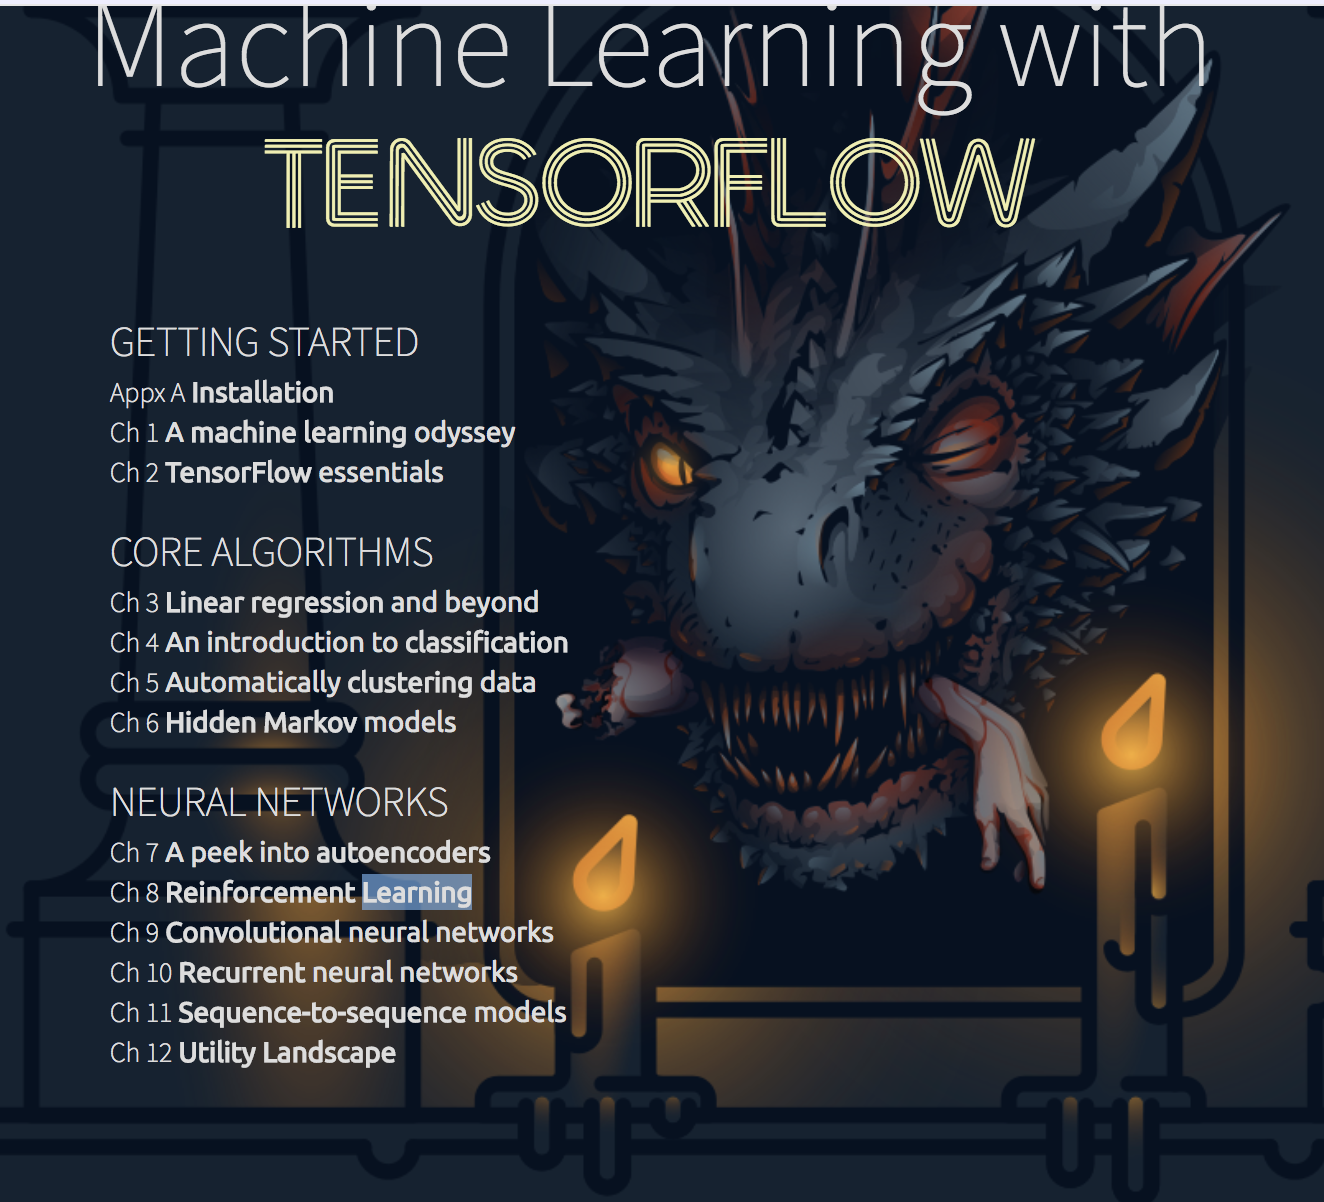 Machine Learning with
TENSORFLOW
GETTING STARTED
Appx A Installation
Ch 1 A machine learning odyssey
Ch 2 TensorFlow essentials
CORE ALGORITHMS
Ch 3 Linear regression and beyond
Ch 4 An introduction to classification
Ch 5 Automatically clustering data
Ch 6 Hidden Markov models
NEURAL NETWORKS
Ch 7 A peek into autoencoders
Ch 8 Reinforcement Learning
Ch 9 Convolutional neural networks
Ch 10 Recurrent neural networks
Ch 11 Sequence-to-sequence models
Ch 12 Utility Landscape